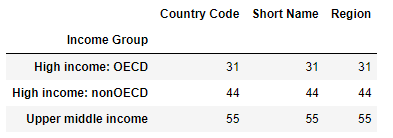 Country Code Short Name Region
Income Group
High income: OECD 31 31 31
High income: nonOECD 44 44 44
Upper middle income 55 55 55